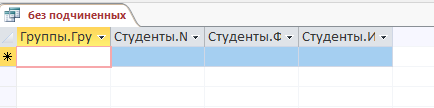 без подчиненных
Группы.Гру Студенты.N Студенты.Ф Студенты.И